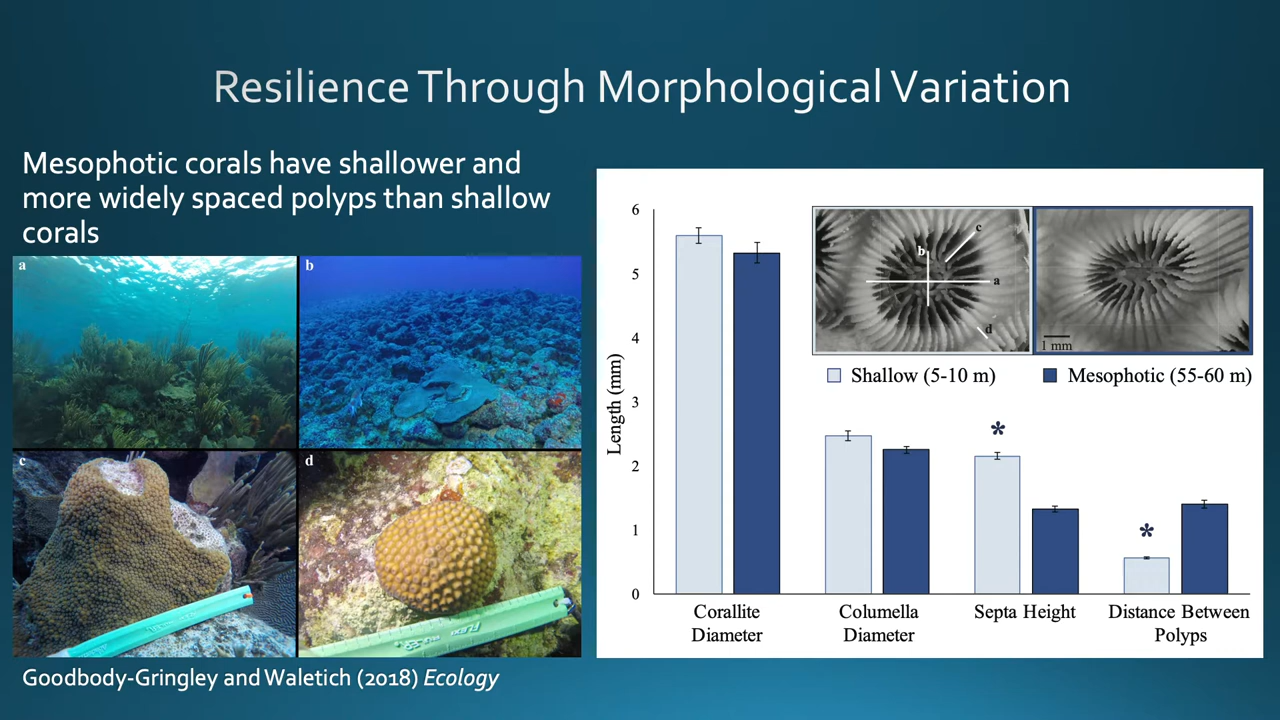 Resilience Through Morphological Variation
Mesophotic corals have shallower and
more widely spaced polyps than shallow
corals
a
b
c
d
Goodbody-Gringley and Waletich (2018) Ecology
Length (mm)
6
5
4
3
2
1
0
c
b
a
d
1 mm
Shallow (5-10 m)
Mesophotic (55-60 m)
*
*
Corallite
Diameter
Columella
Diameter
Septa Height
Distance Between
Polyps